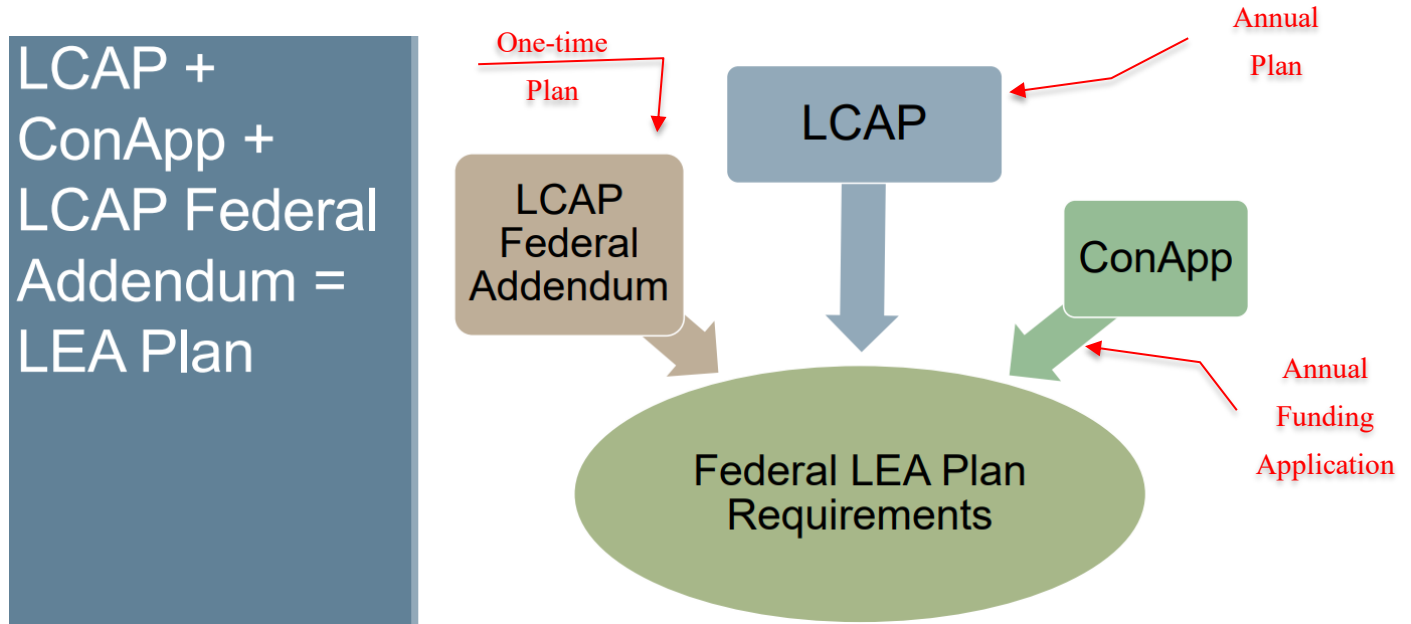 LCAP +
ConApp +
LCAP Federal
Addendum =
LEA Plan
One-time
Plan
LCAP
Federal
Addendum
LCAP
Annual
Plan
ConApp
Annual
Funding
Application
Federal LEA Plan
Requirements